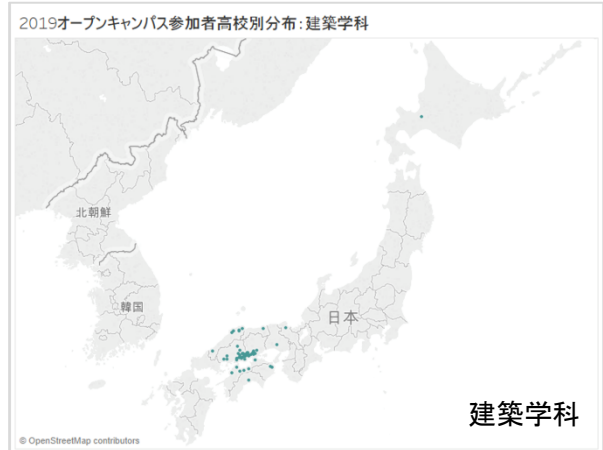 2019オープンキャンパス参加者高校別分布：建築学科
北朝鮮
韓国
日本
建築学科
© OpenStreetMap contributors